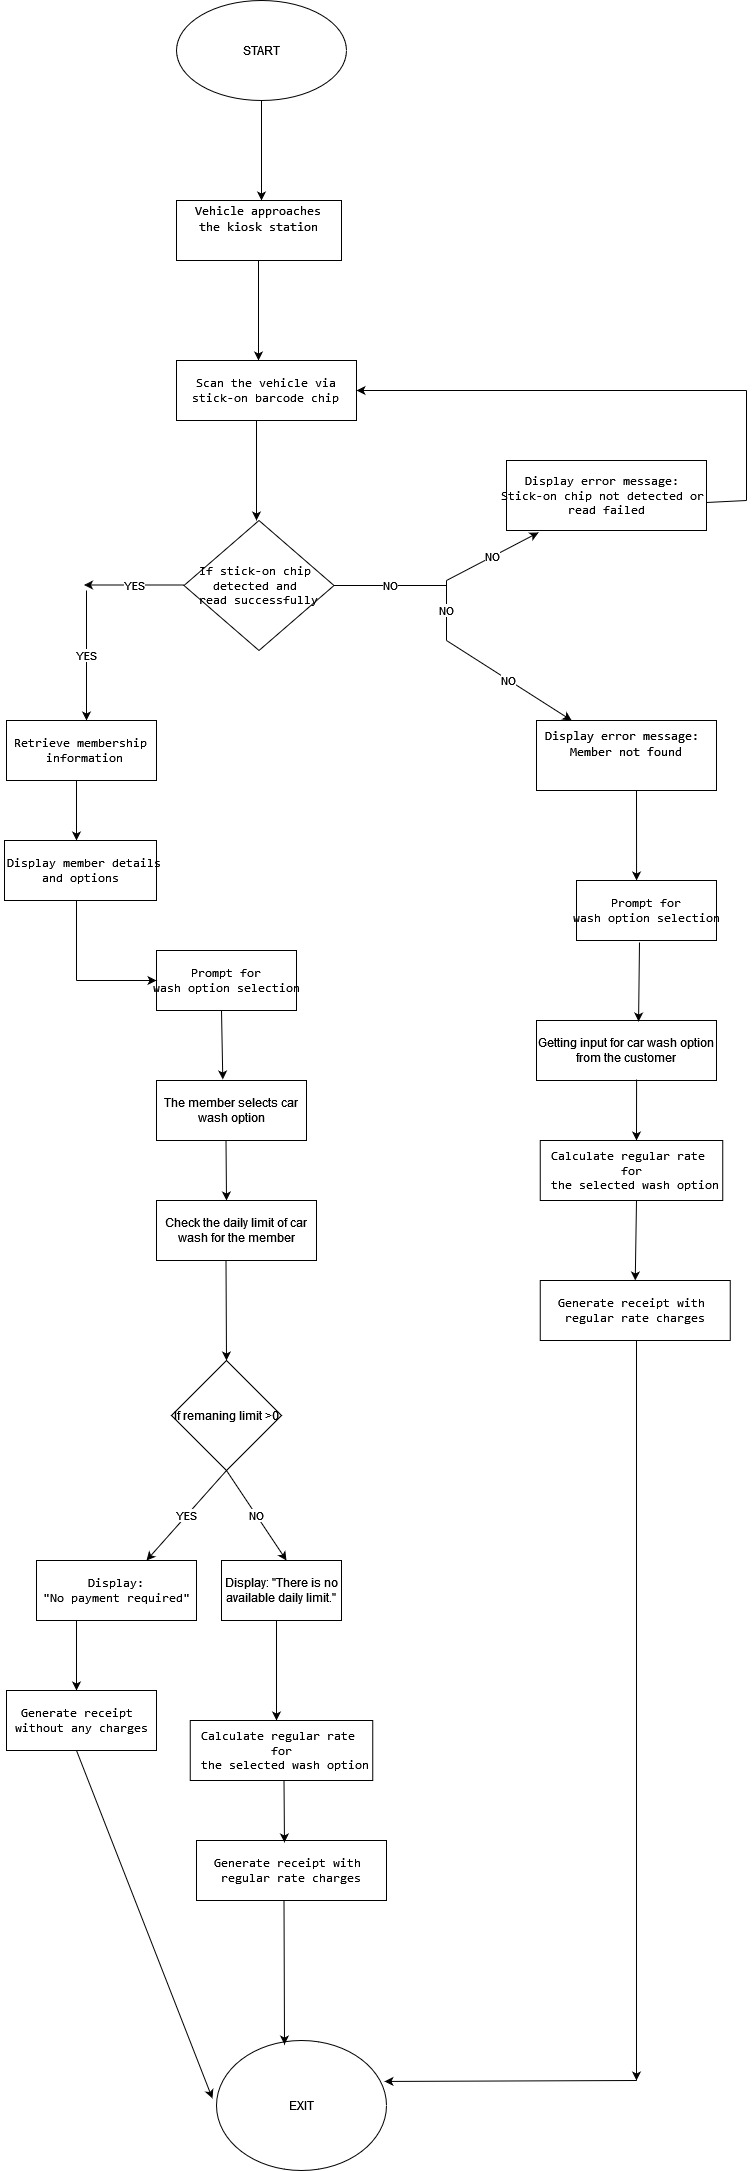 START
Vehicle approaches
the kiosk station
Scan the vehicle via
stick-on barcode chip
Display error message:
Stick-on chip not detected or
read failed
NO
If stick-on chip
detected and
read successfully
YES
NO
NO
YES
NO
Retrieve membership
information
Display error message:
Member not found
Display member details
and options
Prompt for
wash option selection
Prompt for
wash option selection
Getting input for car wash option
from the customer
The member selects car
wash option
Calculate regular rate
for
the selected wash option
Check the daily limit of car
wash for the member
Generate receipt with
regular rate charges
If remaning limit >0
YES
NO
Display:
"No payment required"
Display: "There is no
available daily limit."
Generate receipt
without any charges
Calculate regular rate
for
the selected wash option
Generate receipt with
regular rate charges
EXIT